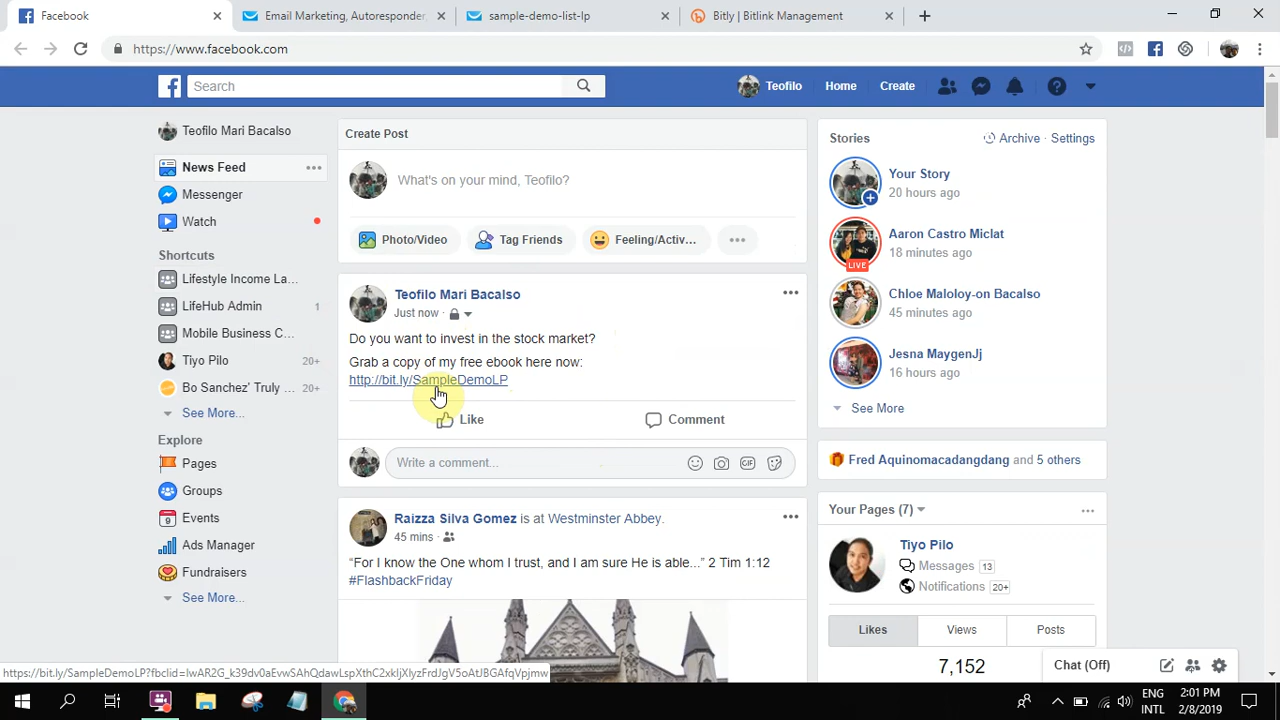 Facebook
Email Marketing, Autoresponder,
sample-demo-list-lp
Bitly | Bitlink Management
https://www.facebook.com
Search
Teofilo
Home
Create
Teofilo Mari Bacalso
News Feed
Messenger
Watch
Shortcuts
Lifestyle Income La...
LifeHub Admin 1
Mobile Business C...
Tiyo Pilo 20+
Bo Sanchez' Truly ... 20+
See More...
Explore
Pages
Groups
Events
Ads Manager
Fundraisers
See More...
Create Post
What's on your mind, Teofilo?
Photo/Video
Tag Friends
Feeling/Activ...
Teofilo Mari Bacalso
Just now ·
Do you want to invest in the stock market?
Grab a copy of my free ebook here now:
http://bit.ly/SampleDemoLP
Like
Comment
Write a comment...
GIF
Raizza Silva Gomez is at Westminster Abbey.
45 mins ·
“For I know the One whom I trust, and I am sure He is able...” 2 Tim 1:12
#FlashbackFriday
Stories
Archive · Settings
Your Story
20 hours ago
Aaron Castro Miclat
18 minutes ago
LIVE
Chloe Maloloy-on Bacalso
45 minutes ago
Jesna MaygenJj
16 hours ago
See More
Fred Aquinomacadangdang and 5 others
Your Pages (7)
Tiyo Pilo
Messages 13
Notifications 20+
Likes
Views
Posts
7,152
Chat (Off)
ENG
INTL
2:01 PM
2/8/2019